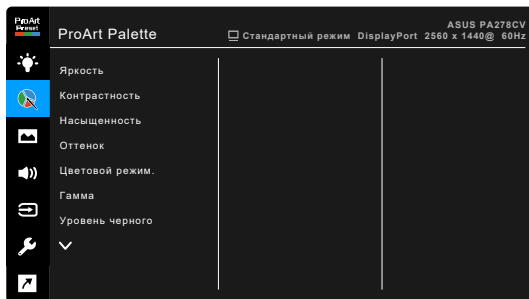 ProArt
Preset
ProArt Palette
ASUS PA278CV
Стандартный режим DisplayPort 2560 x 1440@ 60Hz
Яркость
Контрастность
Насыщенность
Оттенок
Цветовой режим.
Гамма
Уровень черного